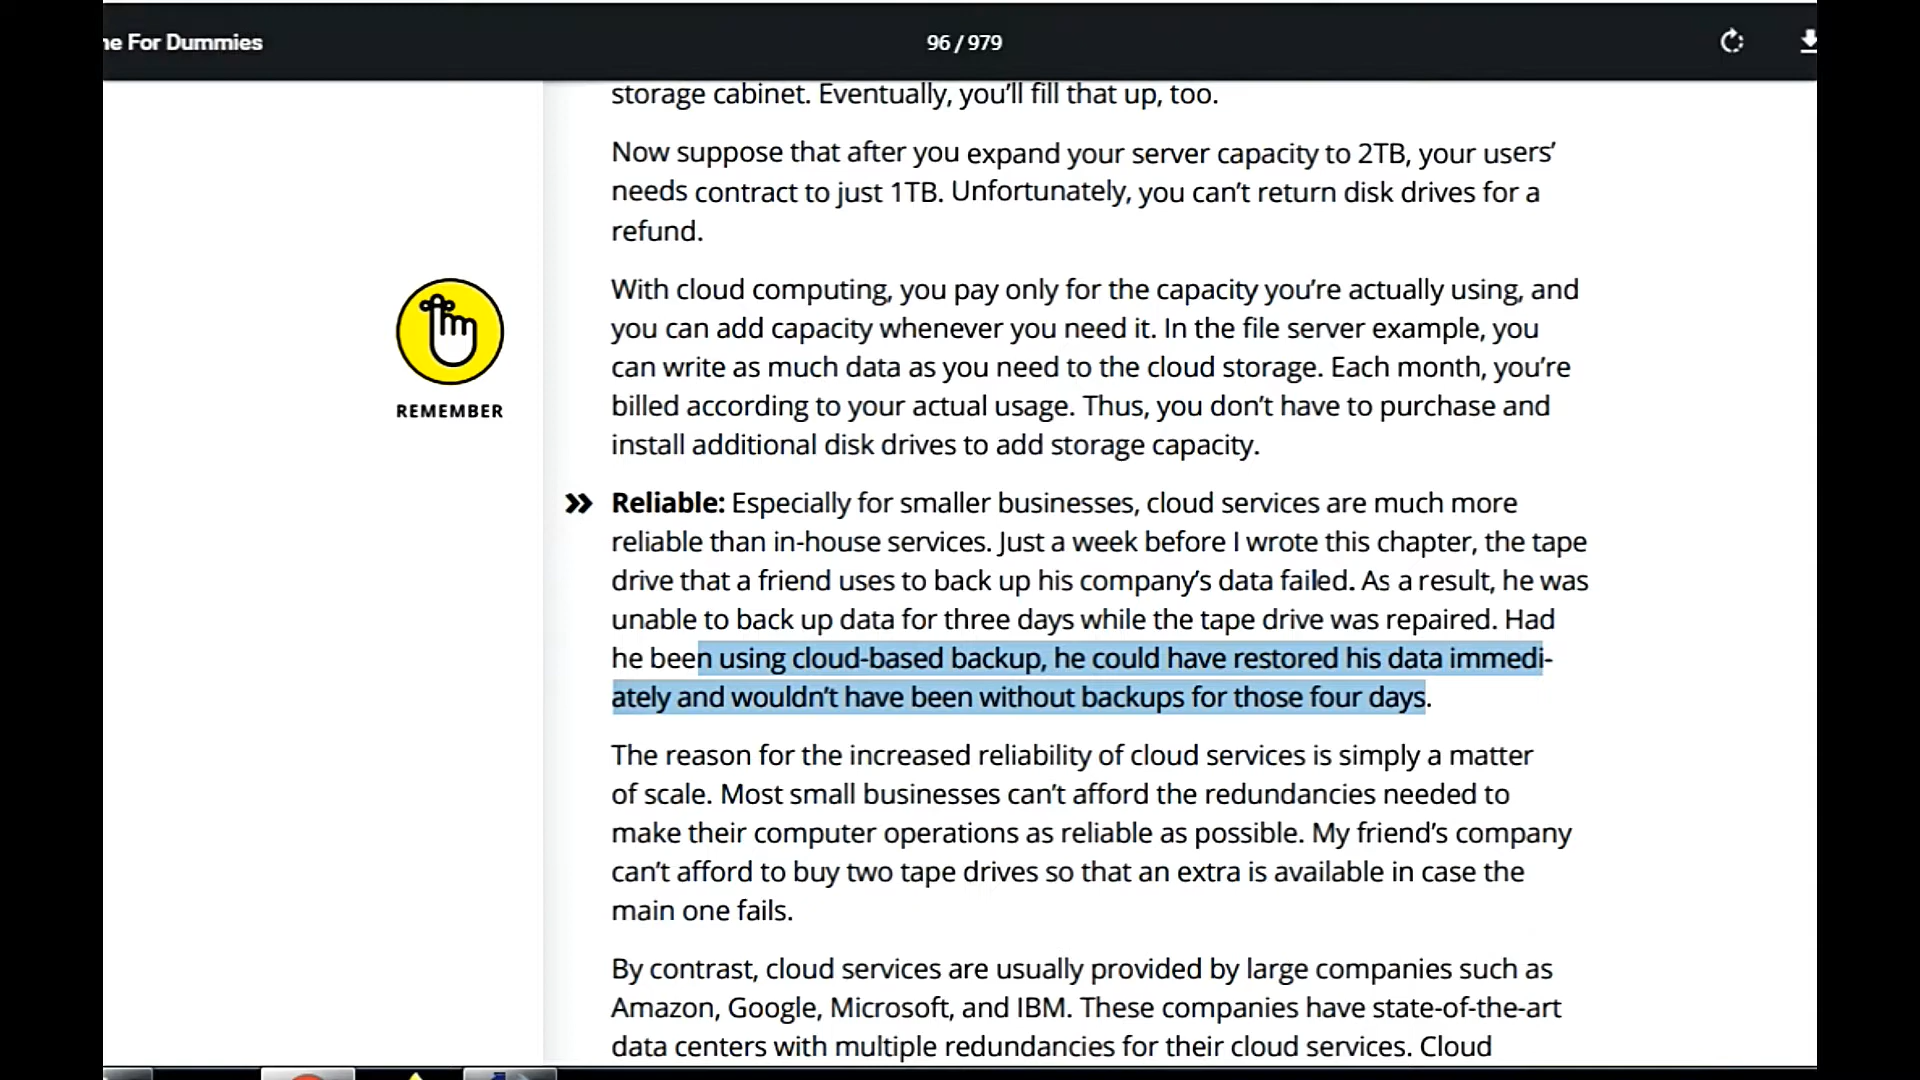 ne For Dummies
96 / 979
storage cabinet. Eventually, you'll fill that up, too.
Now suppose that after you expand your server capacity to 2TB, your users'
needs contract to just 1TB. Unfortunately, you can't return disk drives for a
refund.
With cloud computing, you pay only for the capacity you're actually using, and
you can add capacity whenever you need it. In the file server example, you
can write as much data as you need to the cloud storage. Each month, you're
billed according to your actual usage. Thus, you don't have to purchase and
install additional disk drives to add storage capacity.
REMEMBER
» Reliable: Especially for smaller businesses, cloud services are much more
reliable than in-house services. Just a week before I wrote this chapter, the tape
drive that a friend uses to back up his company's data failed. As a result, he was
unable to back up data for three days while the tape drive was repaired. Had
he been using cloud-based backup, he could have restored his data immedi-
ately and wouldn't have been without backups for those four days.
The reason for the increased reliability of cloud services is simply a matter
of scale. Most small businesses can't afford the redundancies needed to
make their computer operations as reliable as possible. My friend's company
can't afford to buy two tape drives so that an extra is available in case the
main one fails.
By contrast, cloud services are usually provided by large companies such as
Amazon, Google, Microsoft, and IBM. These companies have state-of-the-art
data centers with multiple redundancies for their cloud services. Cloud